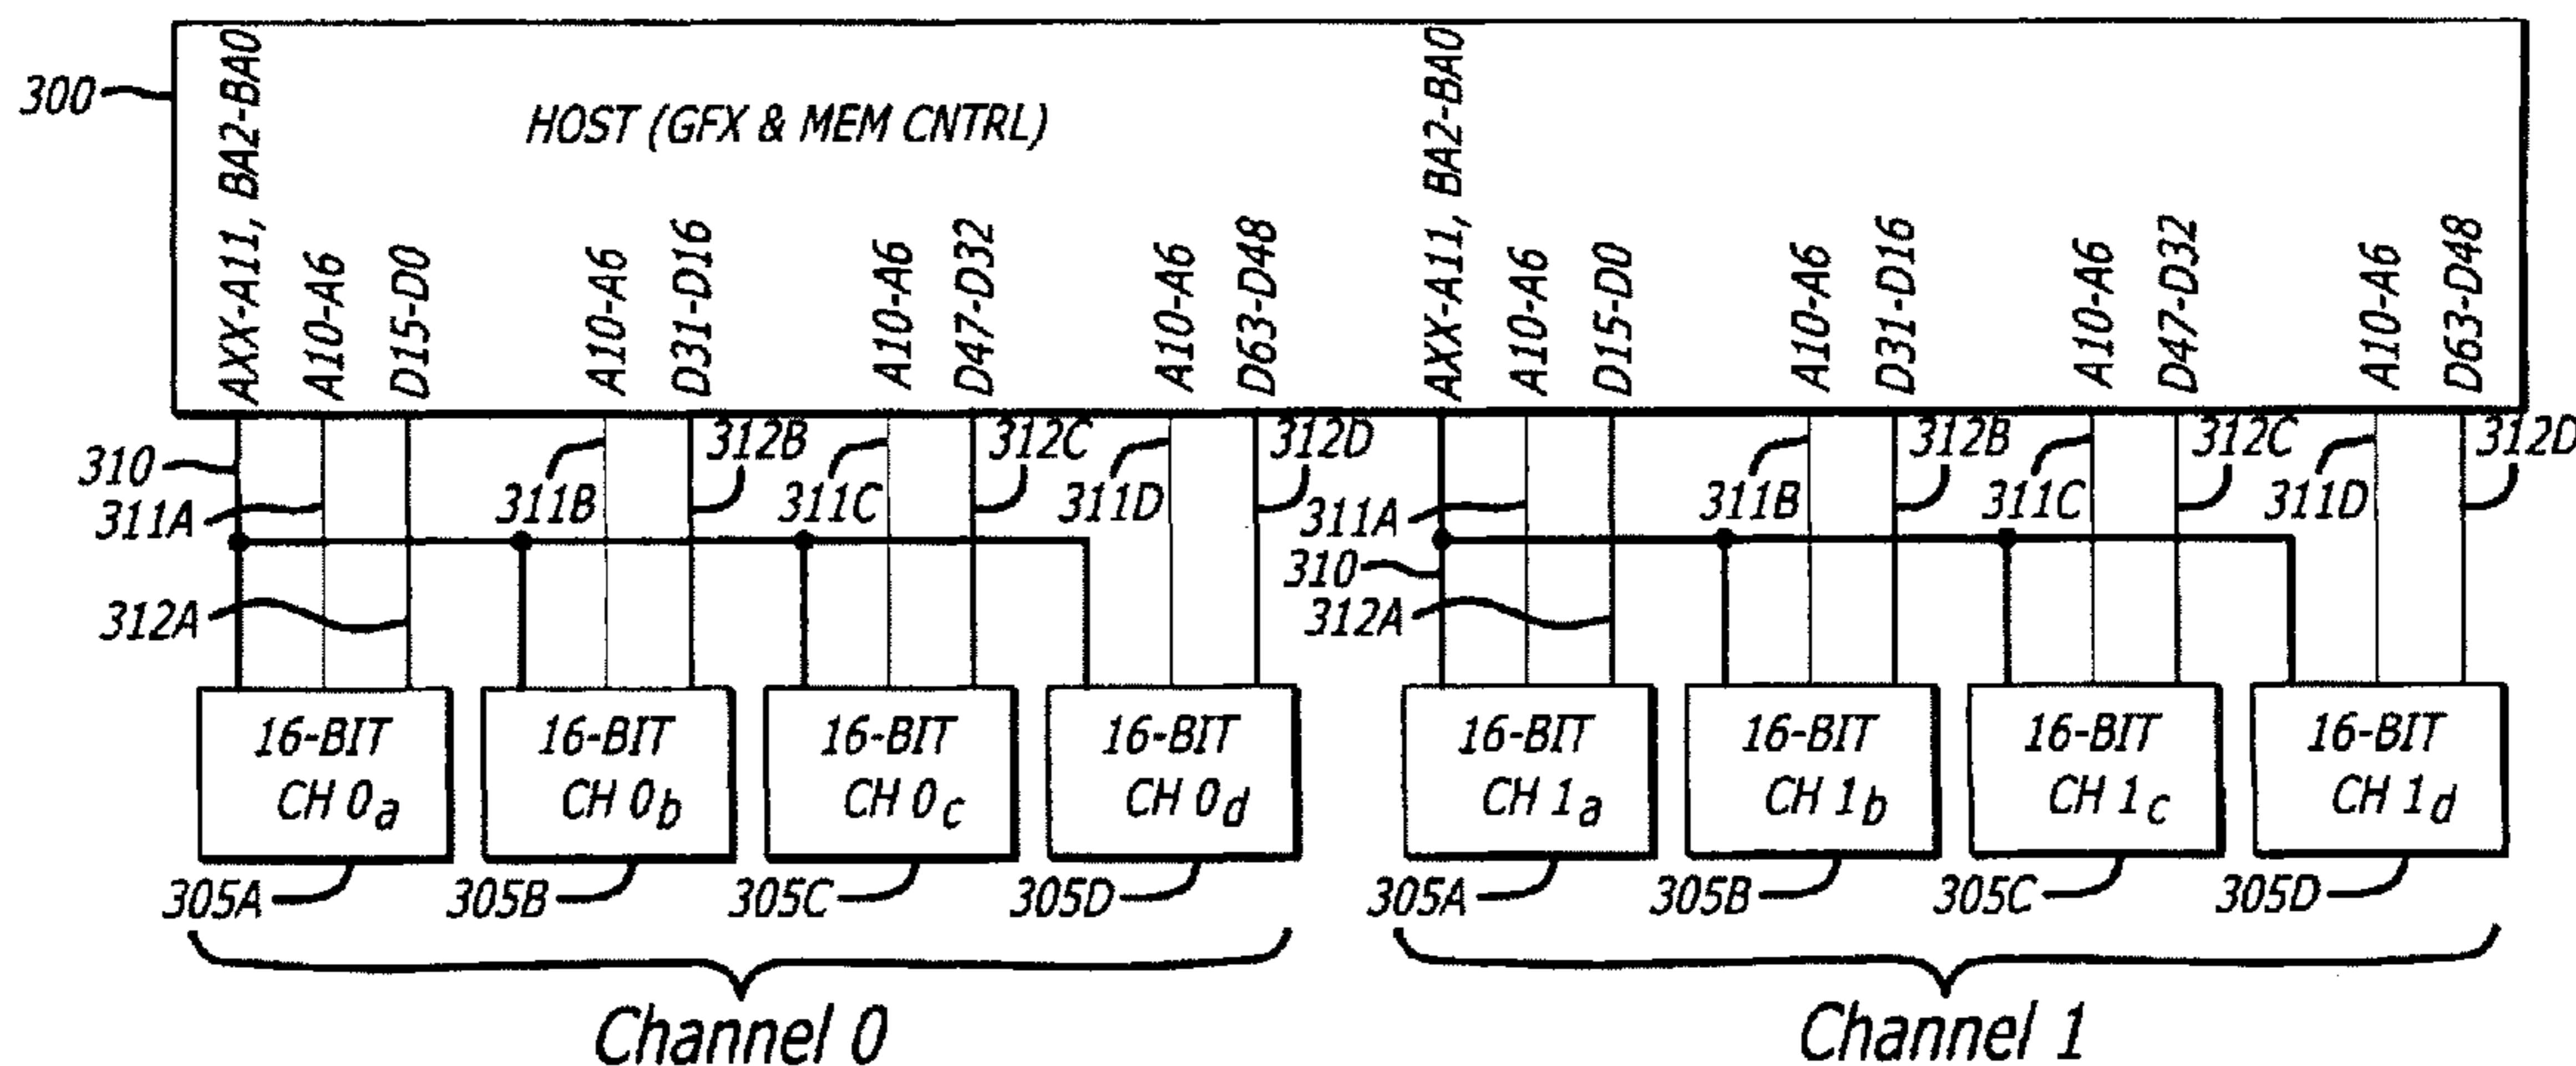 300
HOST (GFX & MEM CNTRL)
AXX-A11, BA2-BA0
A10-A6
D15-D0
A10-A6
D31-D16
A10-A6
D47-D32
A10-A6
D63-D48
AXX-A11, BA2-BA0
A10-A6
D15-D0
A10-A6
D31-D16
A10-A6
D47-D32
A10-A6
D63-D48
310
311A
312A
311B
312B
311C
312C
311D
312D
311A
310
312A
311B
312B
311C
312C
311D
312D
16-BIT
CH 0a
16-BIT
CH 0b
16-BIT
CH 0c
16-BIT
CH 0d
16-BIT
CH 1a
16-BIT
CH 1b
16-BIT
CH 1c
16-BIT
CH 1d
305A
305B
305C
305D
305A
305B
305C
305D
Channel 0
Channel 1